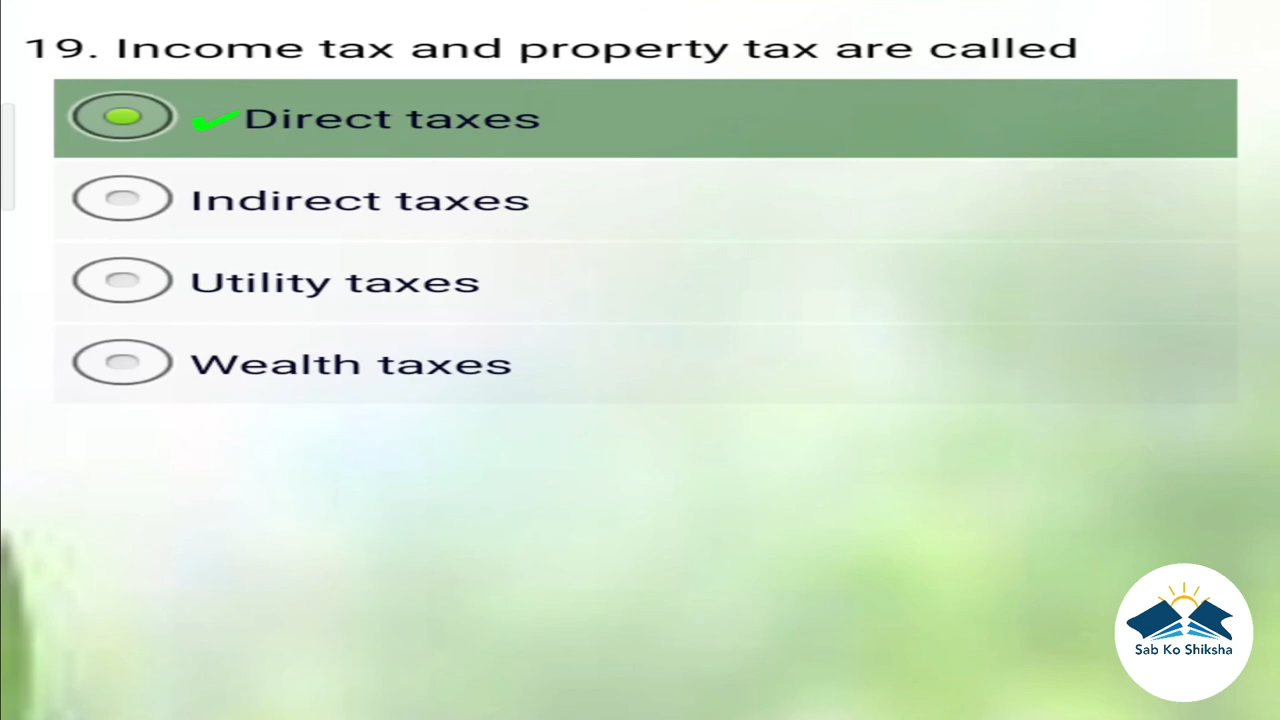 19. Income tax and property tax are called
✔Direct taxes
Indirect taxes
Utility taxes
Wealth taxes
Sab Ko Shiksha